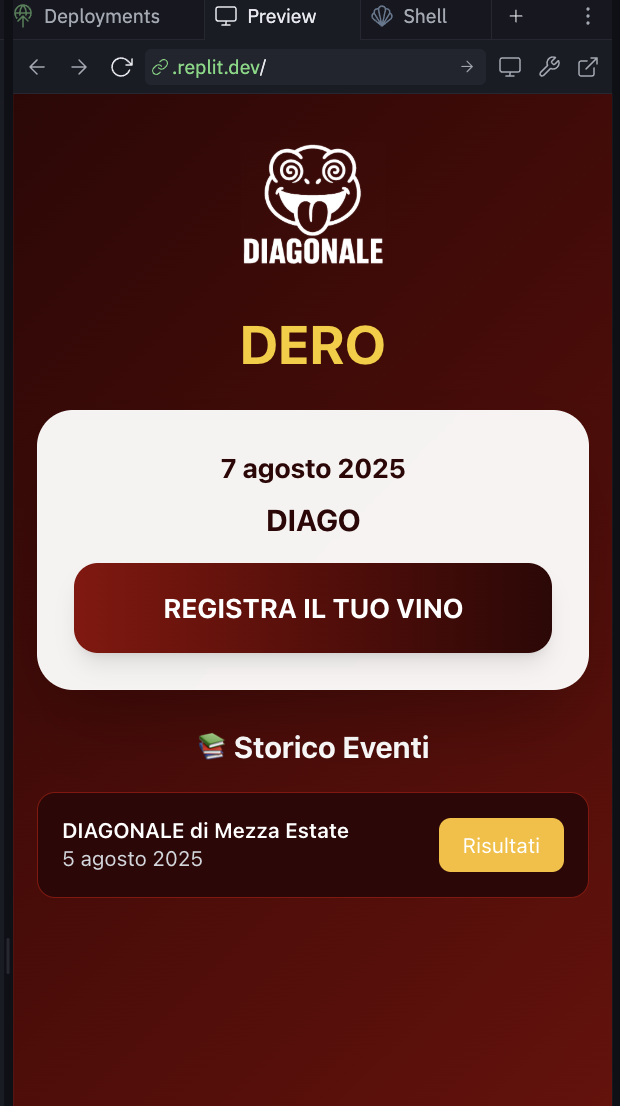 Deployments
Preview
Shell
.replit.dev/
DIAGONALE
DERO
7 agosto 2025
DIAGO
REGISTRA IL TUO VINO
📚 Storico Eventi
DIAGONALE di Mezza Estate
5 agosto 2025
Risultati